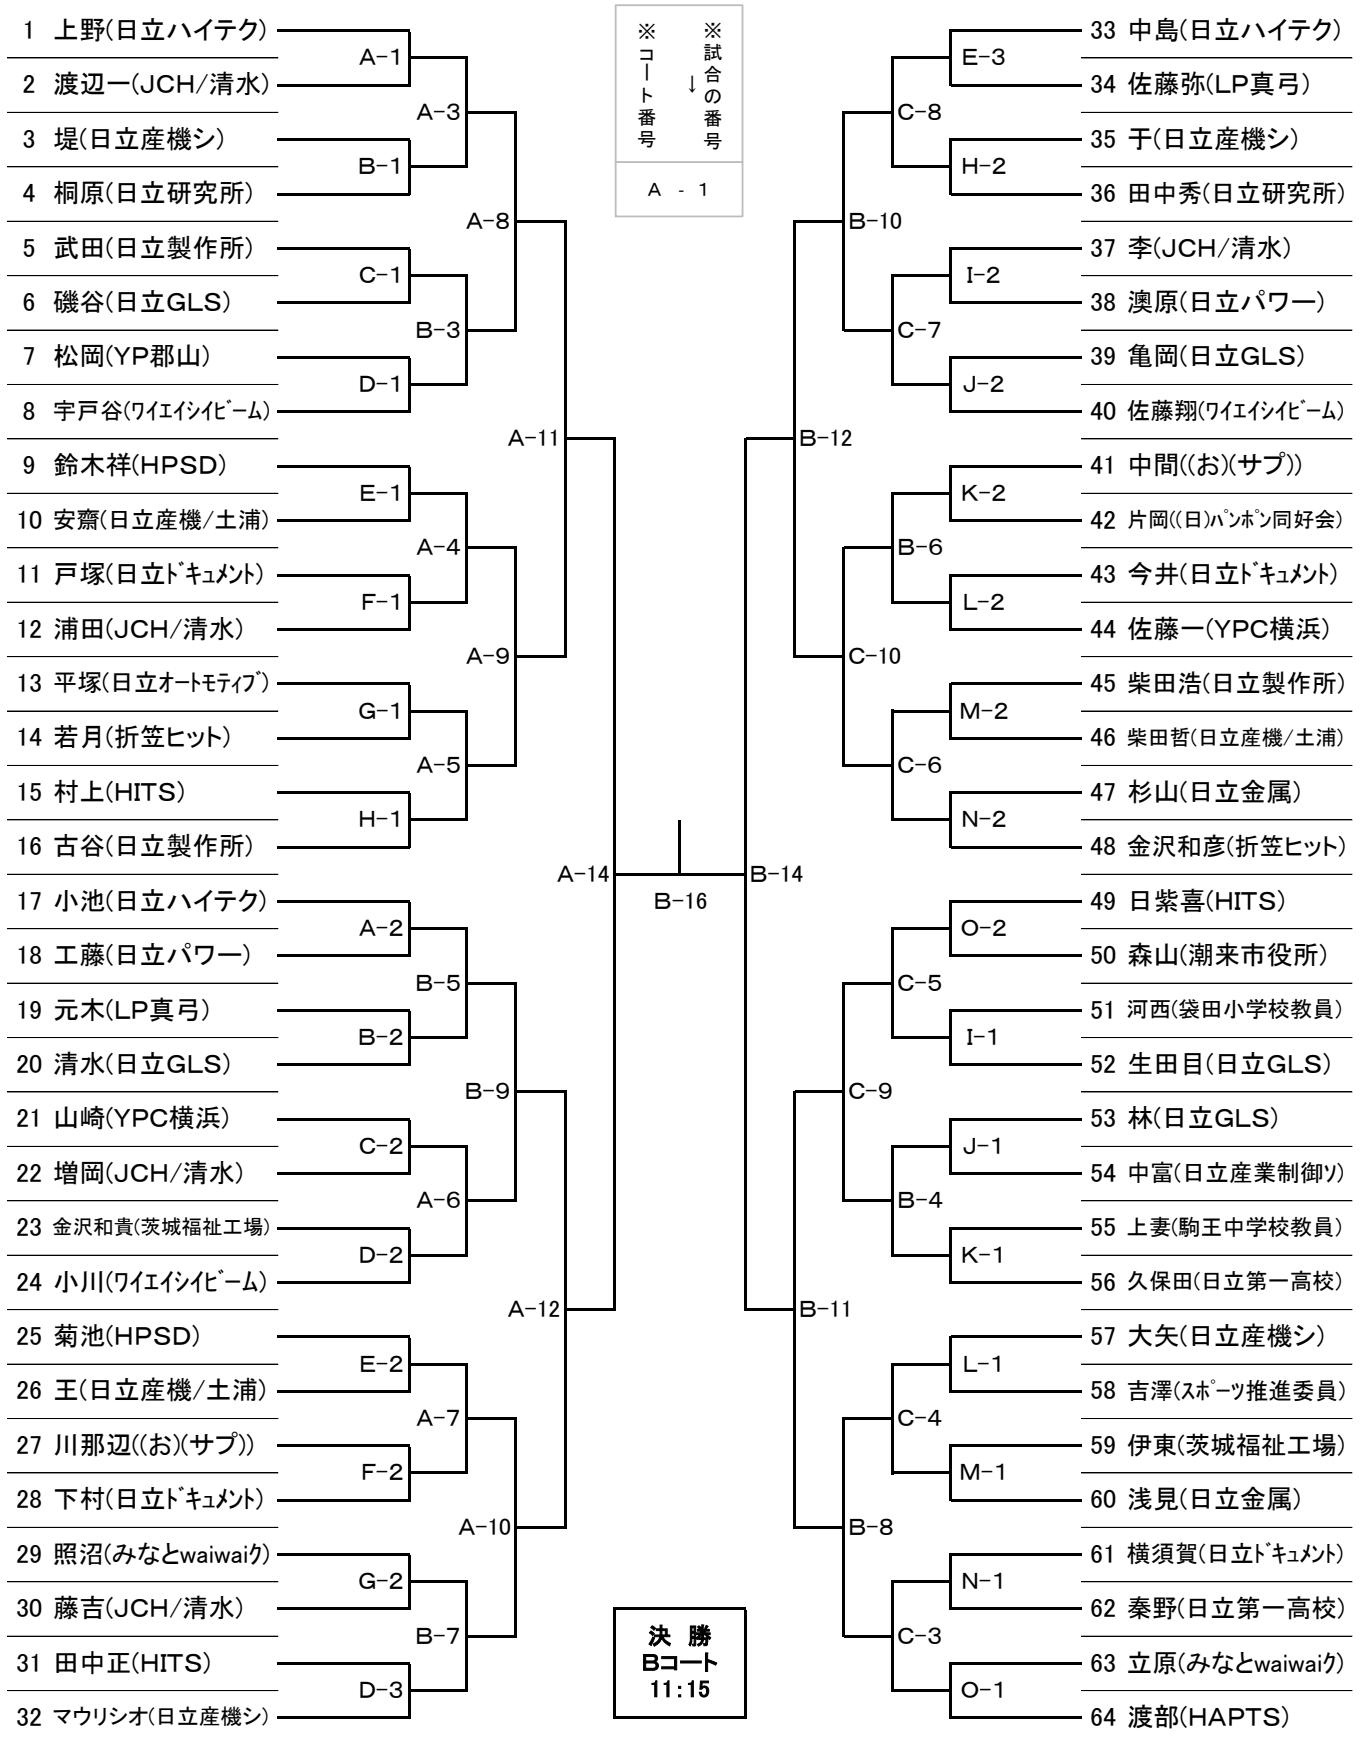 1 上野(日立ハイテク)
2 渡辺一(JCH/清水)
3 堤(日立産機シ)
4 桐原(日立研究所)
5 武田(日立製作所)
6 磯谷(日立GLS)
7 松岡(YP郡山)
8 宇戸谷(ﾜｲｴｲｼｲﾋﾞｰﾑ)
9 鈴木祥(HPSD)
10 安齋(日立産機/土浦)
11 戸塚(日立ﾄﾞｷｭﾒﾝﾄ)
12 浦田(JCH/清水)
13 平塚(日立ｵｰﾄﾓﾃｨﾌﾞ)
14 若月(折笠ヒット)
15 村上(HITS)
16 古谷(日立製作所)
17 小池(日立ハイテク)
18 工藤(日立パワー)
19 元木(LP真弓)
20 清水(日立GLS)
21 山崎(YPC横浜)
22 増岡(JCH/清水)
23 金沢和貴(茨城福祉工場)
24 小川(ﾜｲｴｲｼｲﾋﾞｰﾑ)
25 菊池(HPSD)
26 王(日立産機/土浦)
27 川那辺((お)(サプ))
28 下村(日立ﾄﾞｷｭﾒﾝﾄ)
29 照沼(みなとwaiwaiｸ)
30 藤吉(JCH/清水)
31 田中正(HITS)
32 マウリシオ(日立産機シ)
A-1
B-1
C-1
D-1
E-1
F-1
G-1
H-1
A-2
B-2
C-2
D-2
E-2
F-2
G-2
D-3
A-3
B-3
A-4
A-5
B-5
A-6
A-7
B-7
A-8
A-9
B-9
A-10
A-11
A-12
A-14
※試合の番号
↓
※コート番号
A - 1
B-16
決 勝
Bコート
11:15
B-14
B-12
B-11
B-10
C-10
C-9
B-8
C-8
C-7
B-6
C-6
C-5
B-4
C-4
C-3
E-3
H-2
I-2
J-2
K-2
L-2
M-2
N-2
O-2
I-1
J-1
K-1
L-1
M-1
N-1
O-1
33 中島(日立ハイテク)
34 佐藤弥(LP真弓)
35 于(日立産機シ)
36 田中秀(日立研究所)
37 李(JCH/清水)
38 澳原(日立パワー)
39 亀岡(日立GLS)
40 佐藤翔(ﾜｲｴｲｼｲﾋﾞｰﾑ)
41 中間((お)(サプ))
42 片岡((日)ﾊﾟﾝﾎﾟﾝ同好会)
43 今井(日立ﾄﾞｷｭﾒﾝﾄ)
44 佐藤一(YPC横浜)
45 柴田浩(日立製作所)
46 柴田哲(日立産機/土浦)
47 杉山(日立金属)
48 金沢和彦(折笠ヒット)
49 日紫喜(HITS)
50 森山(潮来市役所)
51 河西(袋田小学校教員)
52 生田目(日立GLS)
53 林(日立GLS)
54 中富(日立産業制御ｿ)
55 上妻(駒王中学校教員)
56 久保田(日立第一高校)
57 大矢(日立産機シ)
58 吉澤(ｽﾎﾟｰﾂ推進委員)
59 伊東(茨城福祉工場)
60 浅見(日立金属)
61 横須賀(日立ﾄﾞｷｭﾒﾝﾄ)
62 秦野(日立第一高校)
63 立原(みなとwaiwaiｸ)
64 渡部(HAPTS)